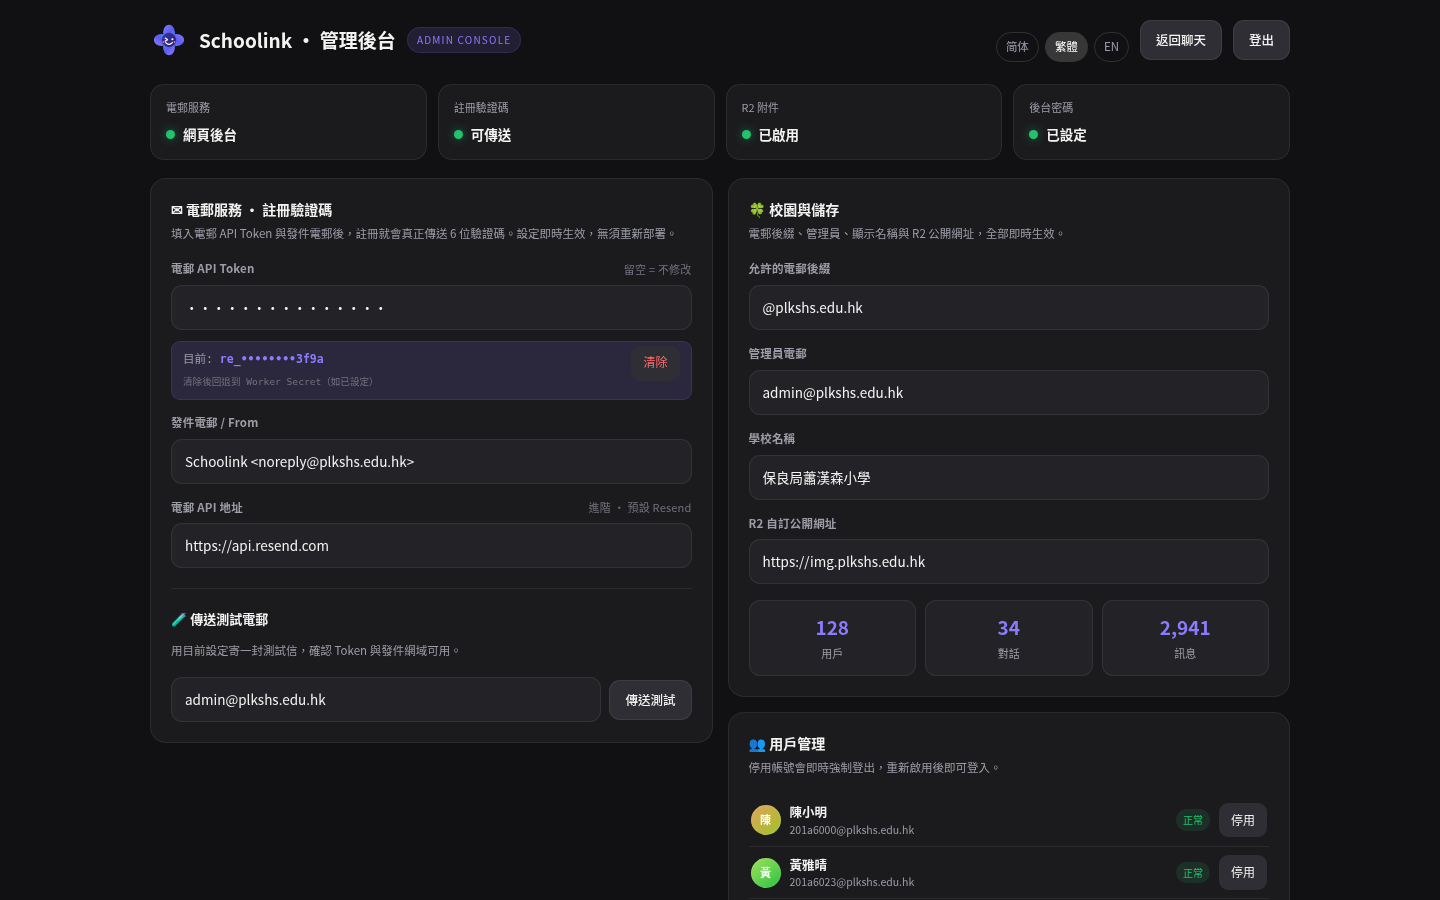 Schoolink · 管理後台
ADMIN CONSOLE
简体
繁體
EN
返回聊天
登出
電郵服務
網頁後台
註冊驗證碼
可傳送
R2 附件
已啟用
後台密碼
已設定
✉ 電郵服務 · 註冊驗證碼
填入電郵 API Token 與發件電郵後，註冊就會真正傳送 6 位驗證碼。設定即時生效，無須重新部署。
電郵 API Token
留空 = 不修改
• • • • • • • • • • • • • • •
目前: re_••••••••3f9a
清除後回退到 Worker Secret（如已設定）
清除
發件電郵 / From
Schoolink <noreply@plkshs.edu.hk>
電郵 API 地址
進階 · 預設 Resend
https://api.resend.com
🧪 傳送測試電郵
用目前設定寄一封測試信，確認 Token 與發件網域可用。
admin@plkshs.edu.hk
傳送測試
🍀 校園與儲存
電郵後綴、管理員、顯示名稱與 R2 公開網址，全部即時生效。
允許的電郵後綴
@plkshs.edu.hk
管理員電郵
admin@plkshs.edu.hk
學校名稱
保良局蕭漢森小學
R2 自訂公開網址
https://img.plkshs.edu.hk
128
用戶
34
對話
2,941
訊息
👥 用戶管理
停用帳號會即時強制登出，重新啟用後即可登入。
陳
陳小明
201a6000@plkshs.edu.hk
正常
停用
黃
黃雅晴
201a6023@plkshs.edu.hk
正常
停用